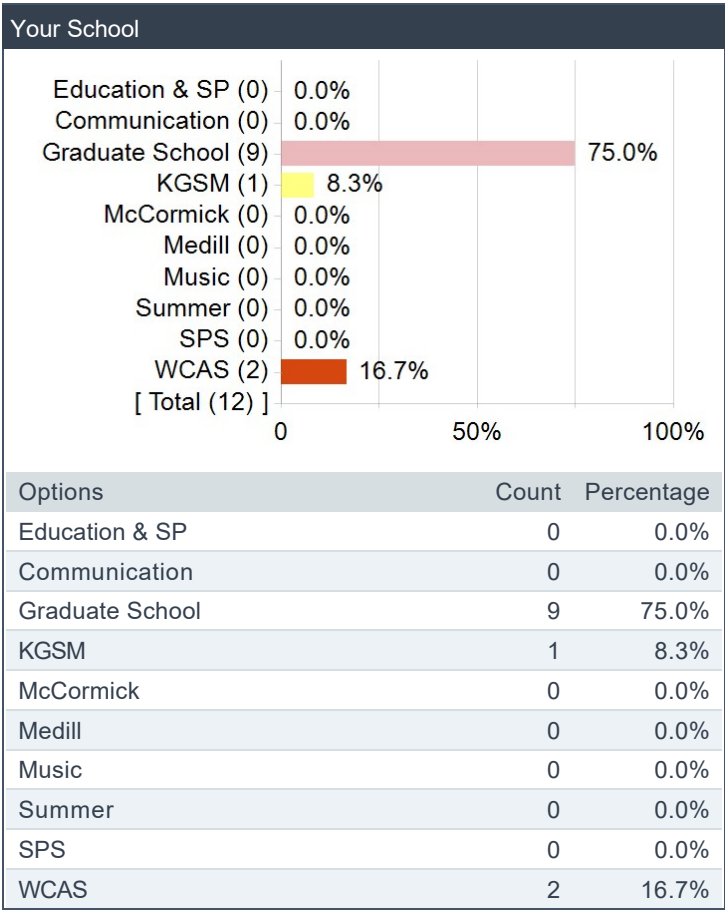 Your School
Education & SP (0) 0.0%
Communication (0) 0.0%
Graduate School (9) 75.0%
KGSM (1) 8.3%
McCormick (0) 0.0%
Medill (0) 0.0%
Music (0) 0.0%
Summer (0) 0.0%
SPS (0) 0.0%
WCAS (2) 16.7%
[ Total (12) ]
0 50% 100%
Options Count Percentage
Education & SP 0 0.0%
Communication 0 0.0%
Graduate School 9 75.0%
KGSM 1 8.3%
McCormick 0 0.0%
Medill 0 0.0%
Music 0 0.0%
Summer 0 0.0%
SPS 0 0.0%
WCAS 2 16.7%